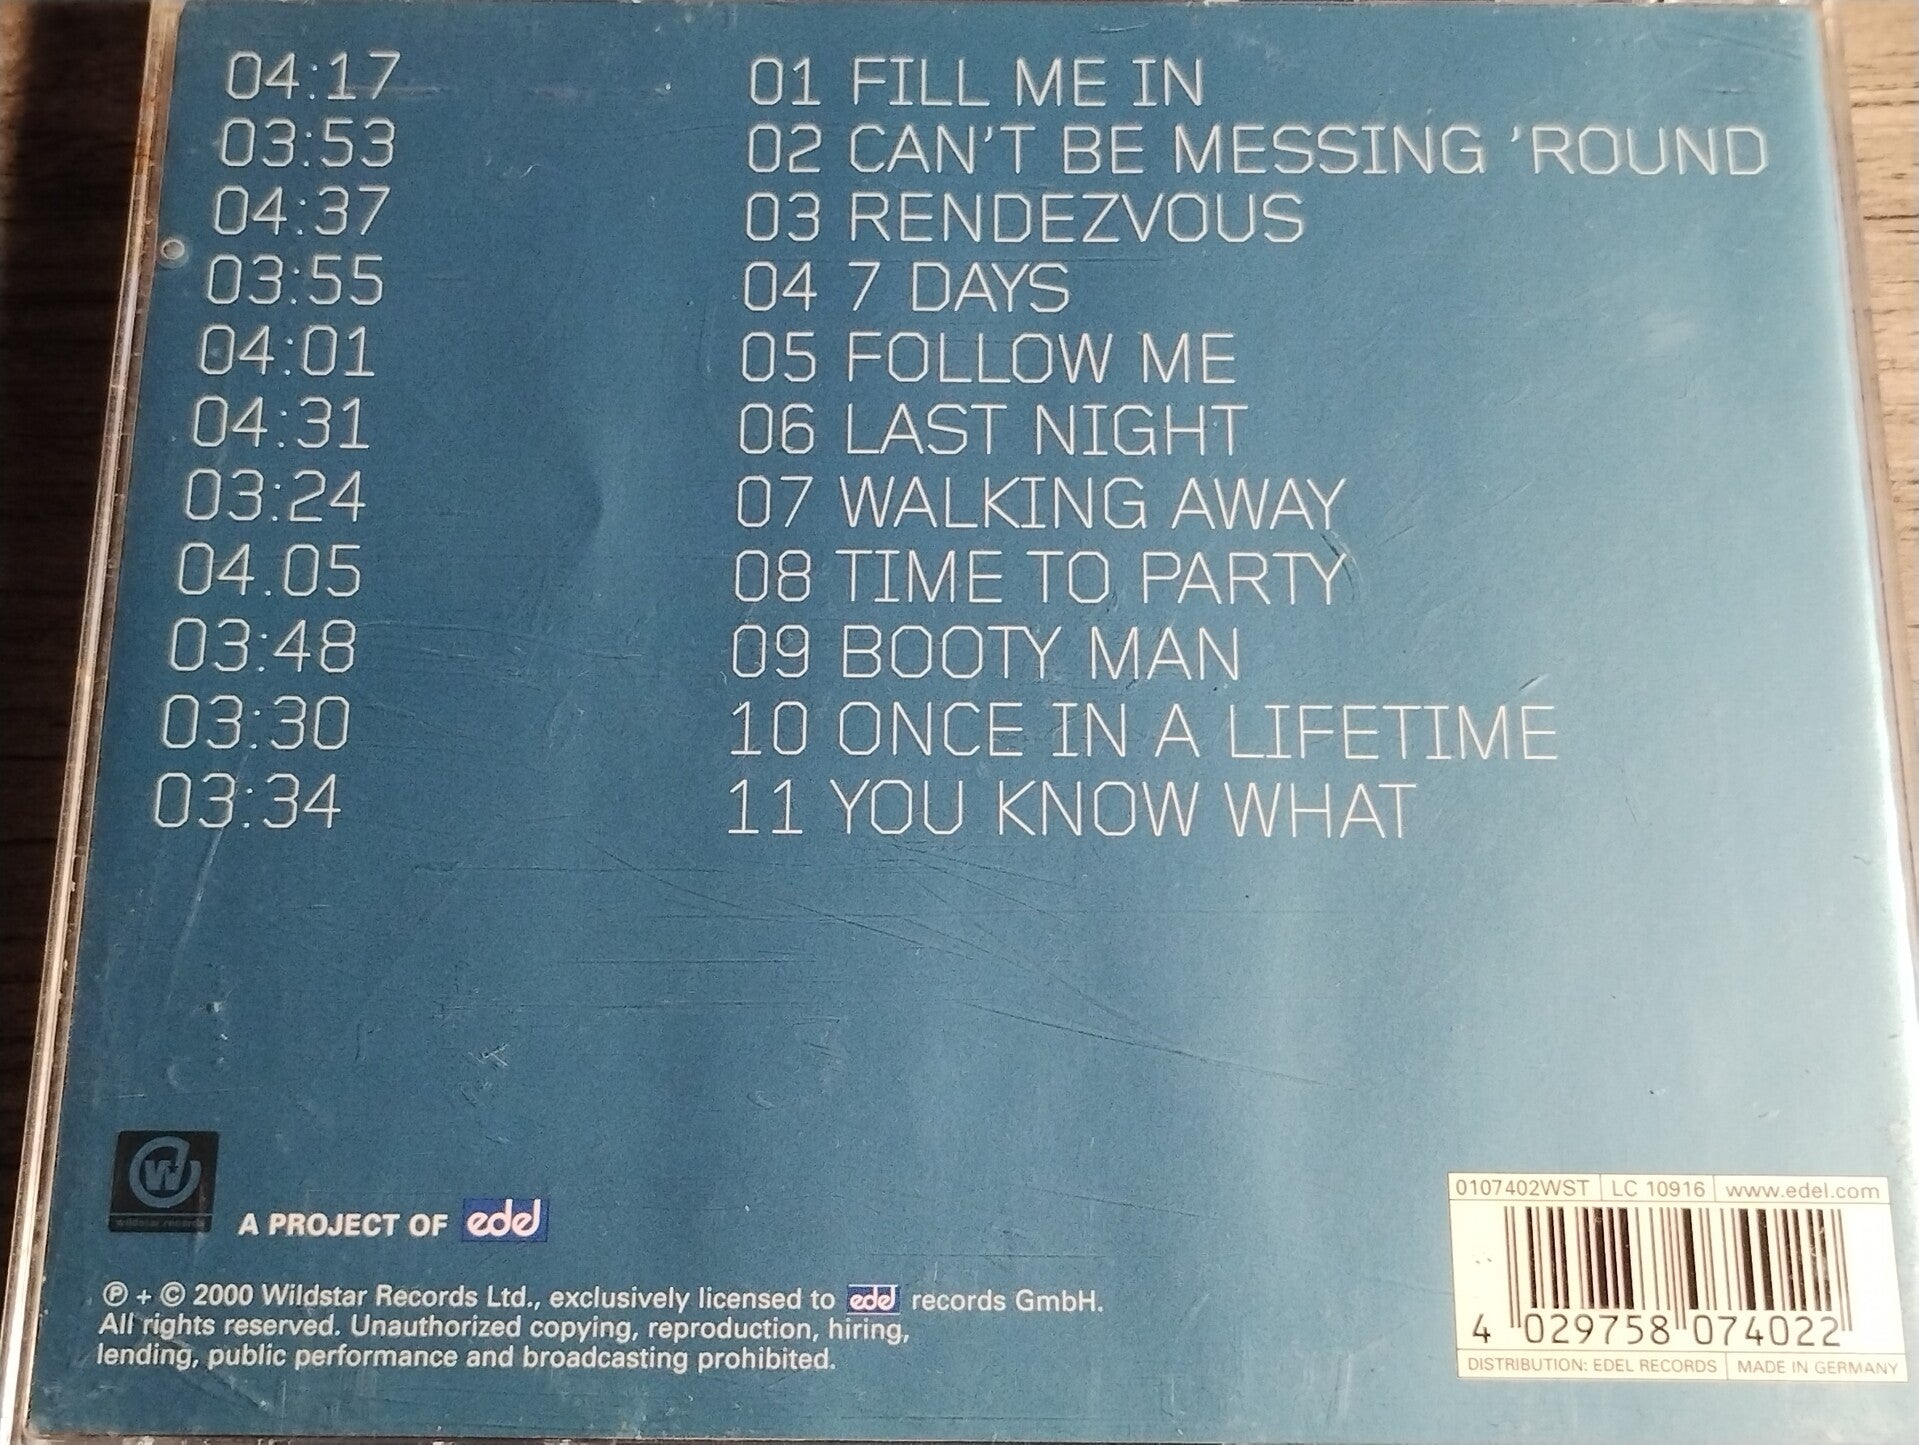 04:17 01 FILL ME IN
03:53 02 CAN'T BE MESSING 'ROUND
04:37 03 RENDEZVOUS
03:55 04 7 DAYS
04:01 05 FOLLOW ME
04:31 06 LAST NIGHT
03:24 07 WALKING AWAY
04.05 08 TIME TO PARTY
03:48 09 BOOTY MAN
03:30 10 ONCE IN A LIFETIME
03:34 11 YOU KNOW WHAT
W
wildstar records
A PROJECT OF edel
℗ + © 2000 Wildstar Records Ltd., exclusively licensed to edel records GmbH.
All rights reserved. Unauthorized copying, reproduction, hiring,
lending, public performance and broadcasting prohibited.
0107402WST LC 10916 www.edel.com
4 029758 074022
DISTRIBUTION: EDEL RECORDS MADE IN GERMANY